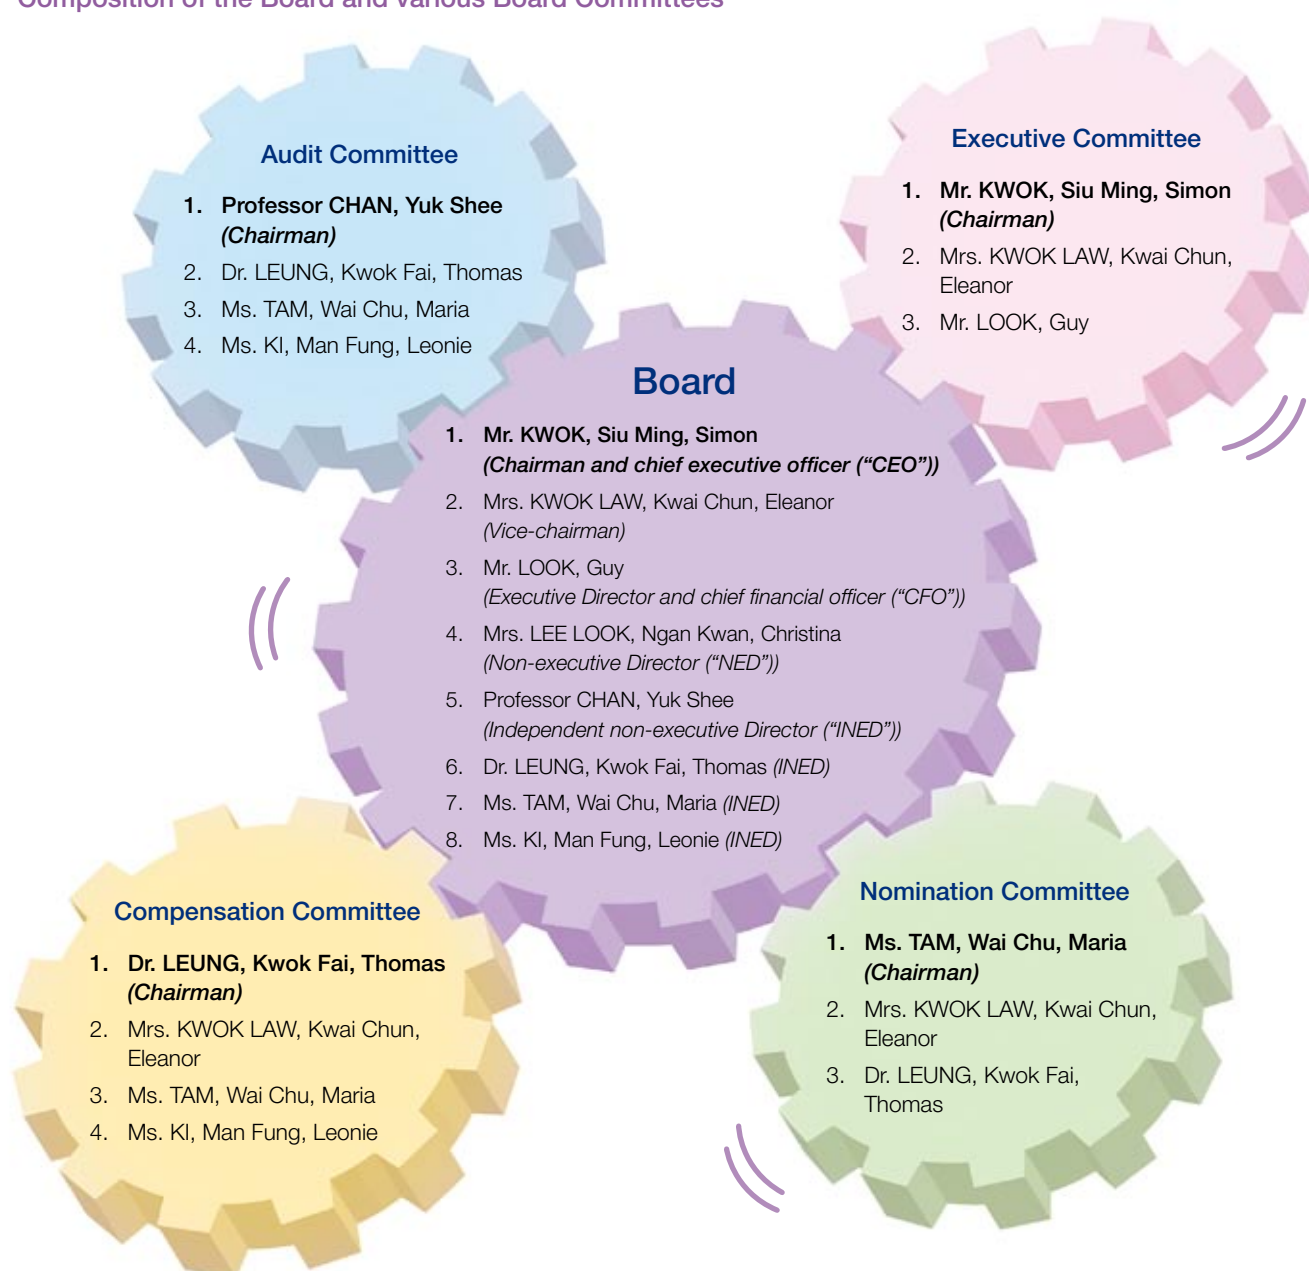 Composition of the Board and various Board Committees
Audit Committee
1. Professor CHAN, Yuk Shee
(Chairman)
2. Dr. LEUNG, Kwok Fai, Thomas
3. Ms. TAM, Wai Chu, Maria
4. Ms. KI, Man Fung, Leonie
Executive Committee
1. Mr. KWOK, Siu Ming, Simon
(Chairman)
2. Mrs. KWOK LAW, Kwai Chun,
Eleanor
3. Mr. LOOK, Guy
Board
1. Mr. KWOK, Siu Ming, Simon
(Chairman and chief executive officer (“CEO”))
2. Mrs. KWOK LAW, Kwai Chun, Eleanor
(Vice-chairman)
3. Mr. LOOK, Guy
(Executive Director and chief financial officer (“CFO”))
4. Mrs. LEE LOOK, Ngan Kwan, Christina
(Non-executive Director (“NED”))
5. Professor CHAN, Yuk Shee
(Independent non-executive Director (“INED”))
6. Dr. LEUNG, Kwok Fai, Thomas (INED)
7. Ms. TAM, Wai Chu, Maria (INED)
8. Ms. KI, Man Fung, Leonie (INED)
Compensation Committee
1. Dr. LEUNG, Kwok Fai, Thomas
(Chairman)
2. Mrs. KWOK LAW, Kwai Chun,
Eleanor
3. Ms. TAM, Wai Chu, Maria
4. Ms. KI, Man Fung, Leonie
Nomination Committee
1. Ms. TAM, Wai Chu, Maria
(Chairman)
2. Mrs. KWOK LAW, Kwai Chun,
Eleanor
3. Dr. LEUNG, Kwok Fai,
Thomas